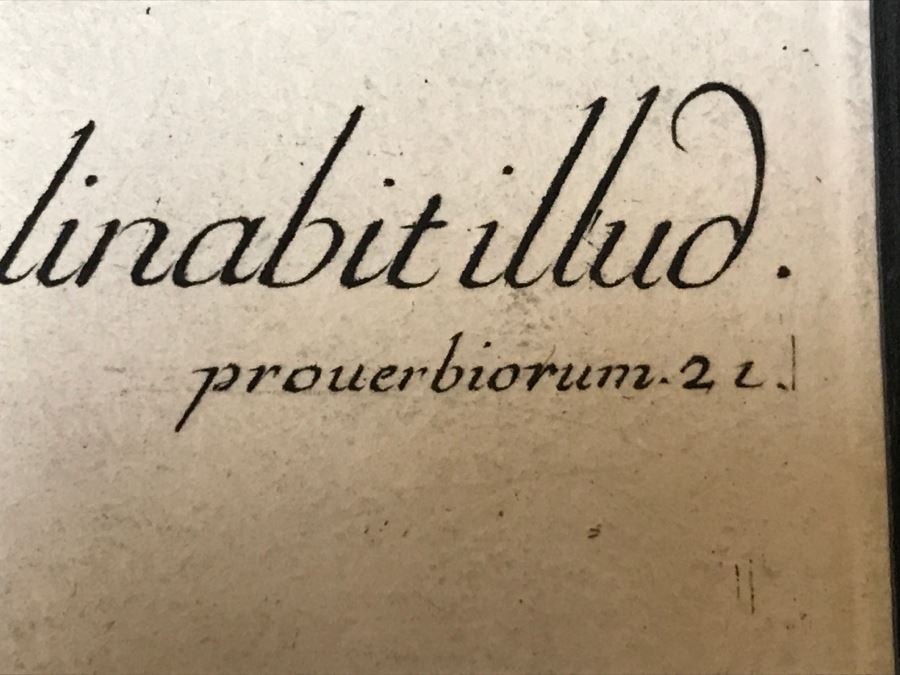 linabit illud.
prouerbiorum. 21.